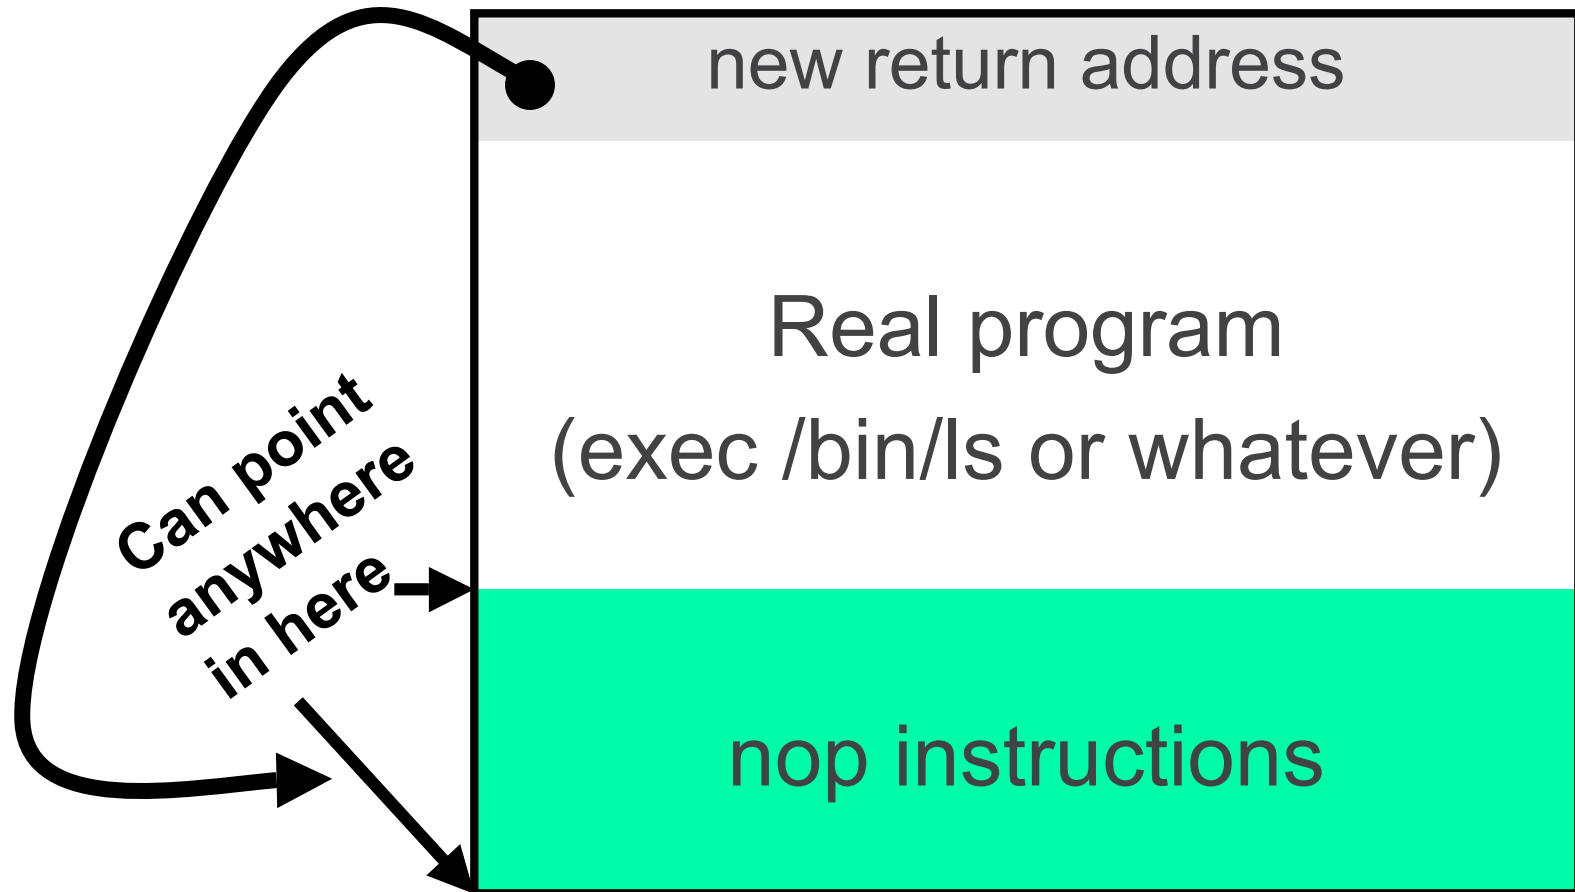 new return address
Real program
(exec /bin/ls or whatever)
Can point
anywhere
in here
nop instructions